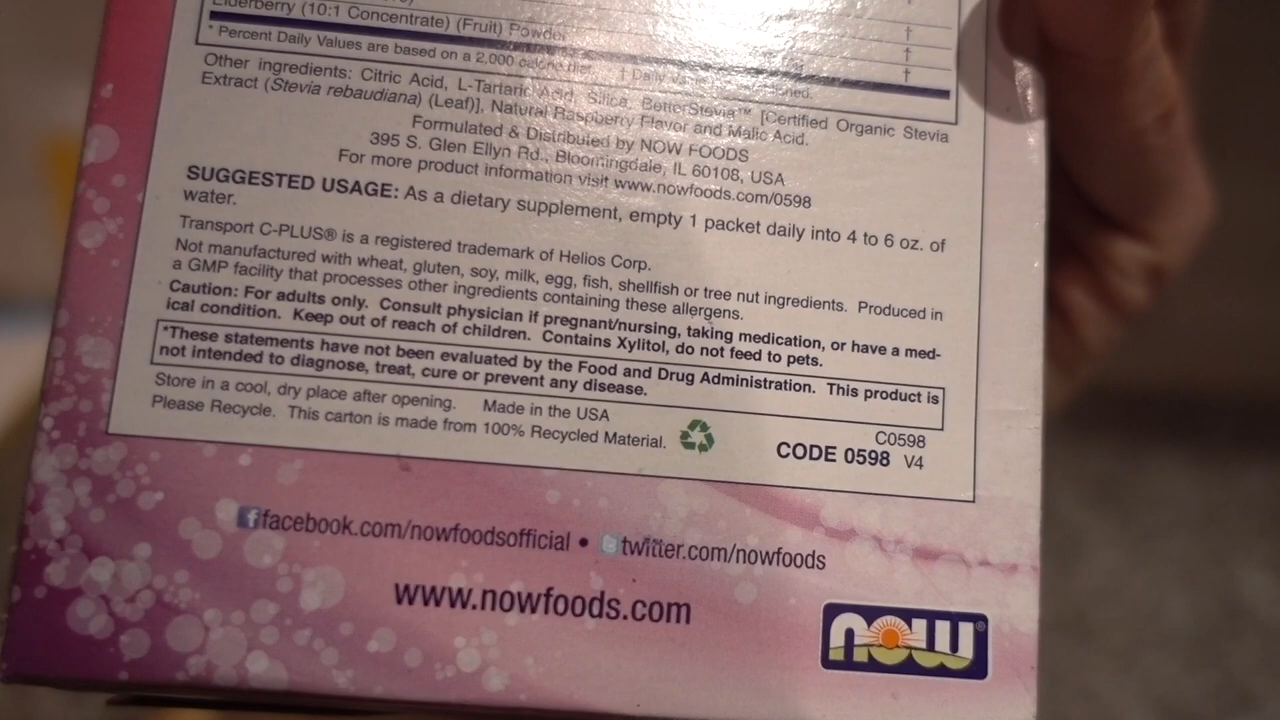 Elderberry (10:1 Concentrate) (Fruit) Powder †
†
* Percent Daily Values are based on a 2,000 calorie diet. † Daily †
Other ingredients: Citric Acid, L-Tartaric Acid, Silica, BetterStevia™ [Certified Organic Stevia
Extract (Stevia rebaudiana) (Leaf)], Natural Raspberry Flavor and Malic Acid.
Formulated & Distributed by NOW FOODS
395 S. Glen Ellyn Rd., Bloomingdale, IL 60108, USA
For more product information visit www.nowfoods.com/0598
SUGGESTED USAGE: As a dietary supplement, empty 1 packet daily into 4 to 6 oz. of
water.
Transport C-PLUS® is a registered trademark of Helios Corp.
Not manufactured with wheat, gluten, soy, milk, egg, fish, shellfish or tree nut ingredients. Produced in
a GMP facility that processes other ingredients containing these allergens.
Caution: For adults only. Consult physician if pregnant/nursing, taking medication, or have a med-
ical condition. Keep out of reach of children. Contains Xylitol, do not feed to pets.
*These statements have not been evaluated by the Food and Drug Administration. This product is
not intended to diagnose, treat, cure or prevent any disease.
Store in a cool, dry place after opening. Made in the USA
Please Recycle. This carton is made from 100% Recycled Material.
C0598
CODE 0598 V4
facebook.com/nowfoodsofficial • twitter.com/nowfoods
www.nowfoods.com
now®